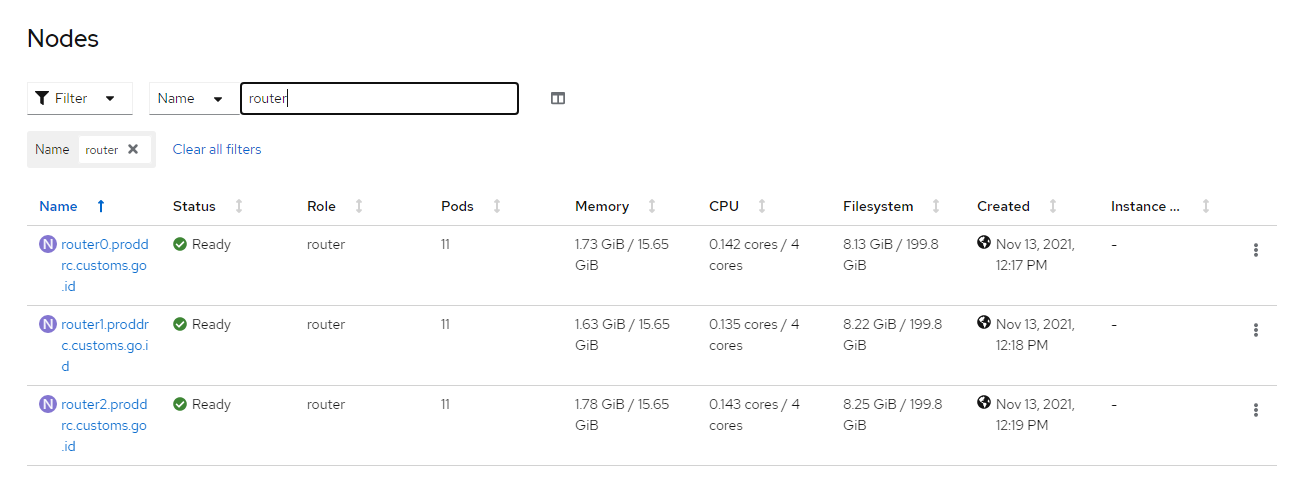 Nodes
Filter Name router
Name router Clear all filters
Name Status Role Pods Memory CPU Filesystem Created Instance ...
N router0.prodd Ready router 11 1.73 GiB / 15.65 0.142 cores / 4 8.13 GiB / 199.8 Nov 13, 2021, -
rc.customs.go GiB cores GiB 12:17 PM
.id
N router1.proddr Ready router 11 1.63 GiB / 15.65 0.135 cores / 4 8.22 GiB / 199.8 Nov 13, 2021, -
c.customs.go.i GiB cores GiB 12:18 PM
d
N router2.prodd Ready router 11 1.78 GiB / 15.65 0.143 cores / 4 8.25 GiB / 199.8 Nov 13, 2021, -
rc.customs.go GiB cores GiB 12:19 PM
.id